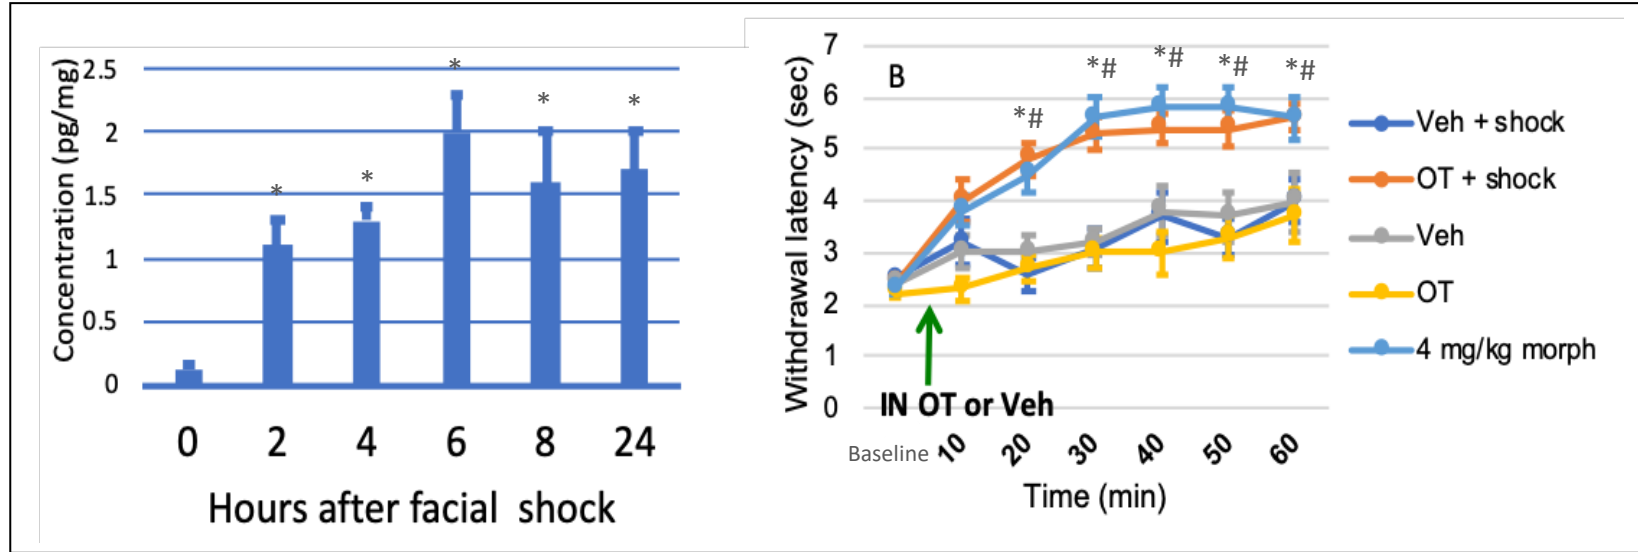 Concentration (pg/mg)
2.5
2
1.5
1
0.5
0
*
*
*
*
*
0 2 4 6 8 24
Hours after facial shock
B
Withdrawal latency (sec)
7
6
5
4
3
2
1
0
*#
*#
*#
*#
*#
IN OT or Veh
Baseline 10 20 30 40 50 60
Time (min)
Veh + shock
OT + shock
Veh
OT
4 mg/kg morph